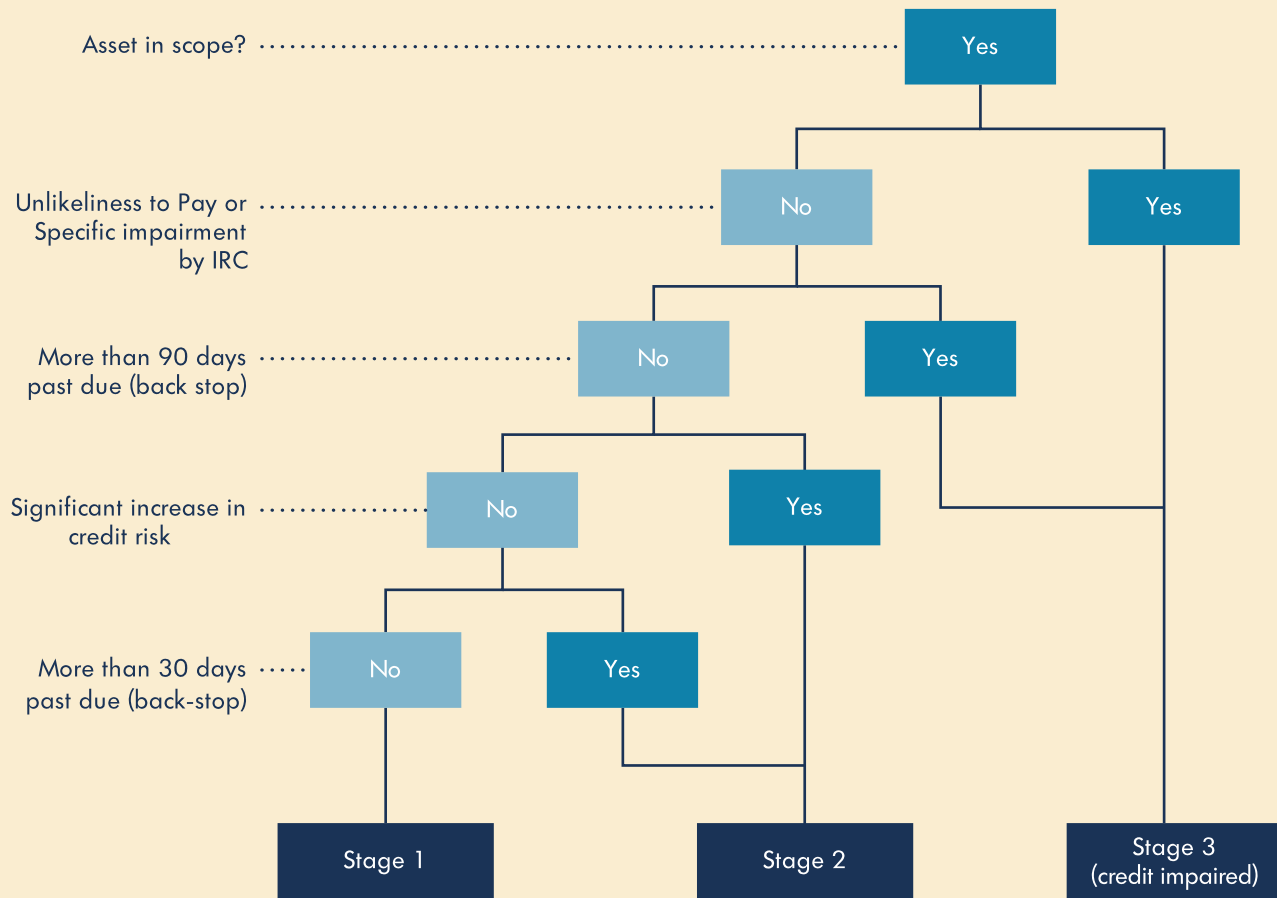 Asset in scope?
Yes
Unlikeliness to Pay or
Specific impairment
by IRC
No
Yes
More than 90 days
past due (back stop)
No
Yes
Significant increase in
credit risk
No
Yes
More than 30 days
past due (back-stop)
No
Yes
Stage 1
Stage 2
Stage 3
(credit impaired)